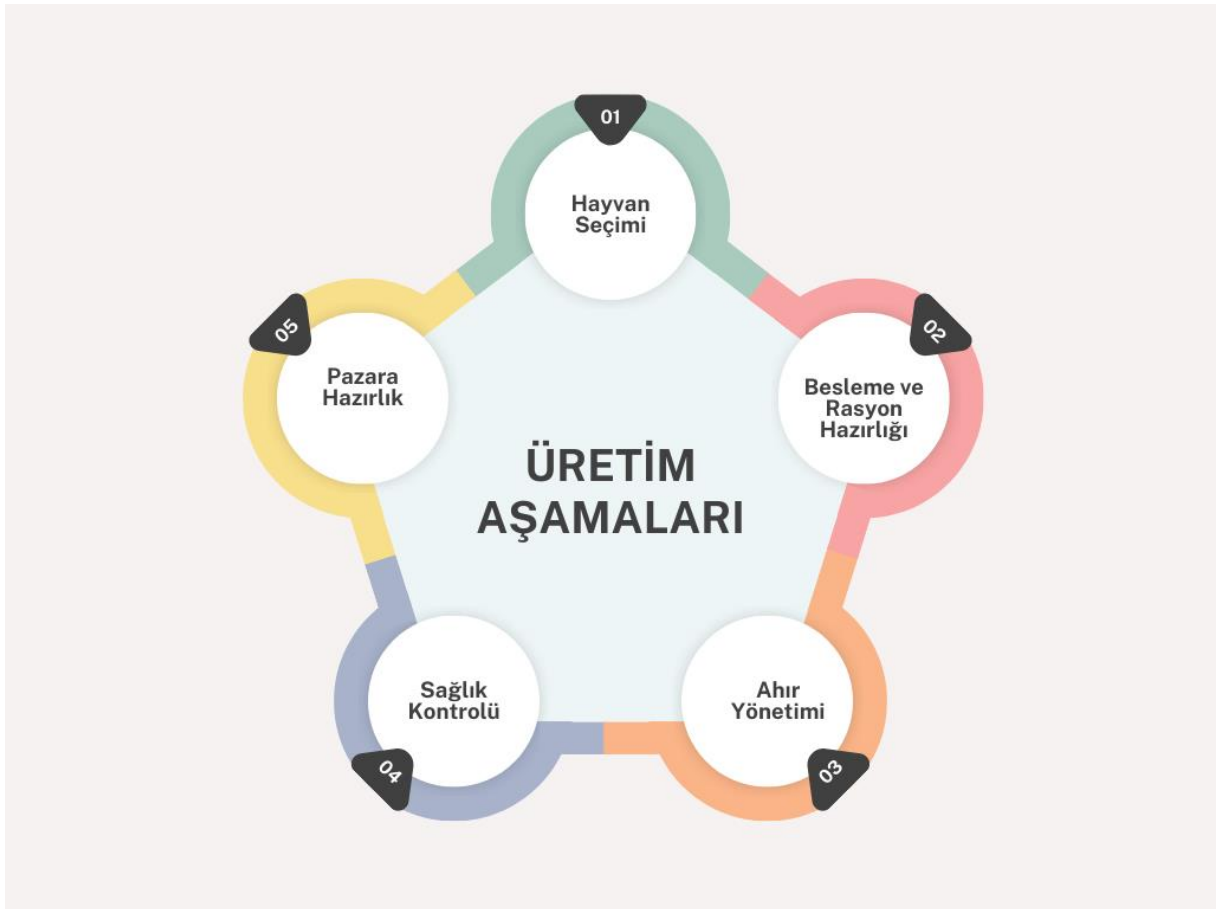 01
Hayvan
Seçimi
02
Besleme ve
Rasyon
Hazırlığı
05
Pazara
Hazırlık
ÜRETİM
AŞAMALARI
Sağlık
Kontrolü
04
Ahır
Yönetimi
03